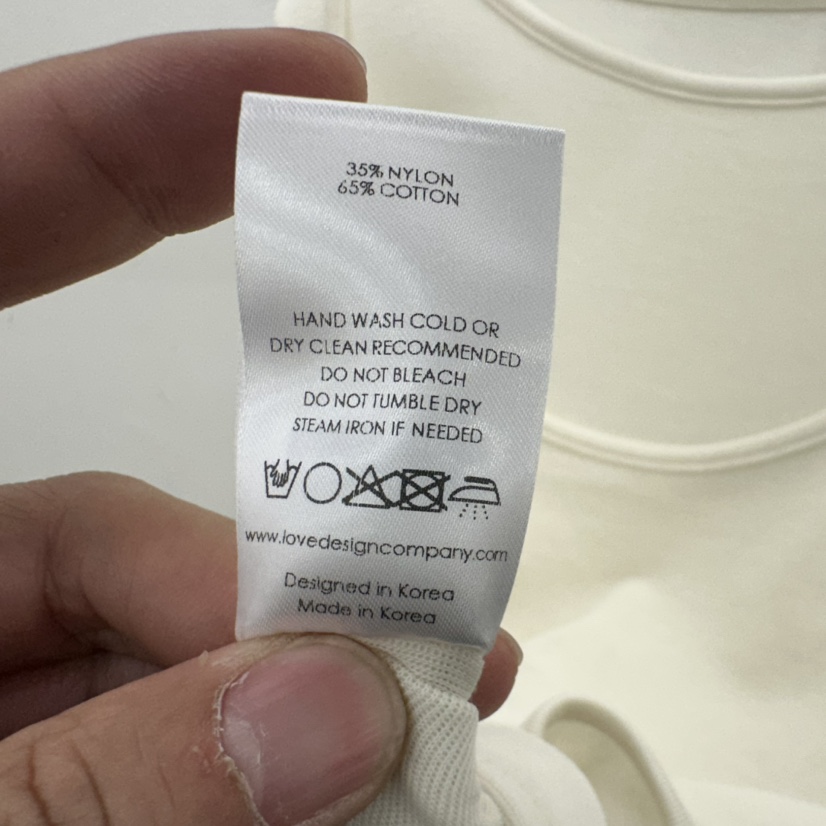 35% NYLON
65% COTTON
HAND WASH COLD OR
DRY CLEAN RECOMMENDED
DO NOT BLEACH
DO NOT TUMBLE DRY
STEAM IRON IF NEEDED
www.lovedesigncompany.com
Designed in Korea
Made in Korea